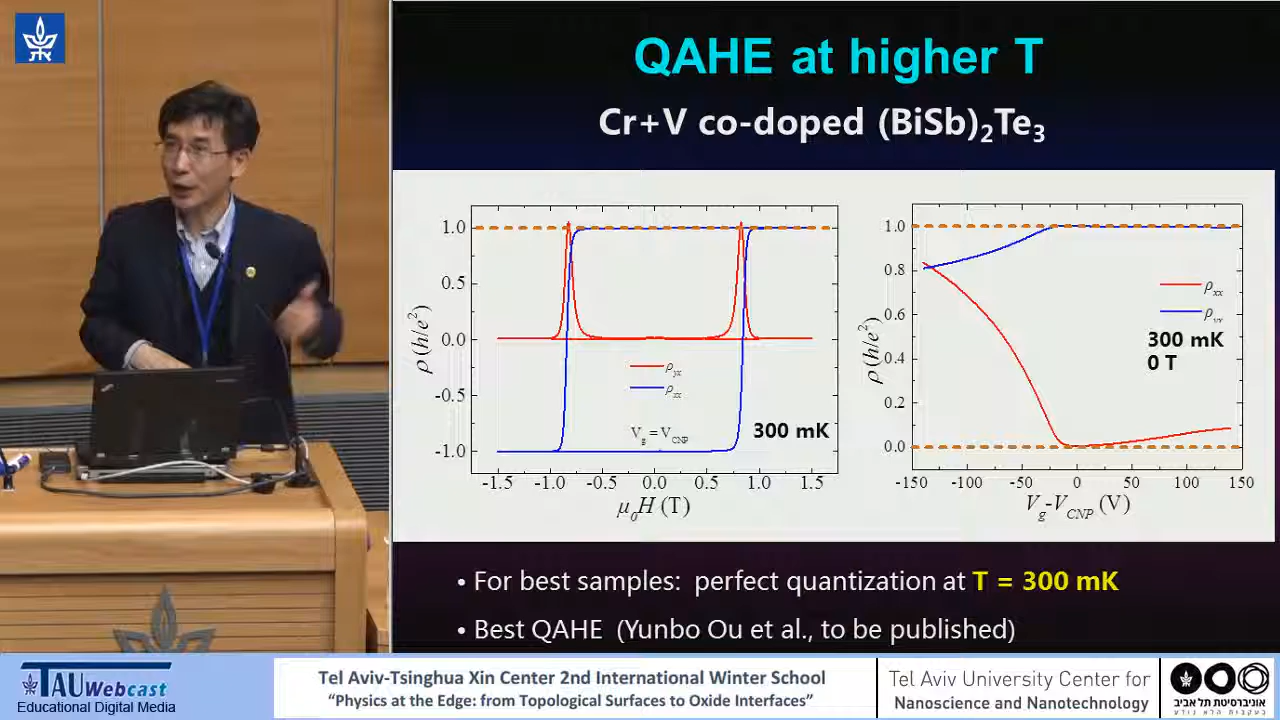 QAHE at higher T
Cr+V co-doped (BiSb)₂Te₃
1.0
0.5
0.0
-0.5
-1.0
ρ (h/e²)
ρyx
ρxx
Vg = VCNP
300 mK
-1.5 -1.0 -0.5 0.0 0.5 1.0 1.5
μ₀H (T)
1.0
0.8
0.6
0.4
0.2
0.0
ρ (h/e²)
ρxx
300 mK
0 T
-150 -100 -50 0 50 100 150
Vg-VCNP (V)
• For best samples: perfect quantization at T = 300 mK
• Best QAHE (Yunbo Ou et al., to be published)
TAU Webcast
Educational Digital Media
Tel Aviv-Tsinghua Xin Center 2nd International Winter School
“Physics at the Edge: from Topological Surfaces to Oxide Interfaces”
Tel Aviv University Center for
Nanoscience and Nanotechnology
אוניברסיטת תל אביב